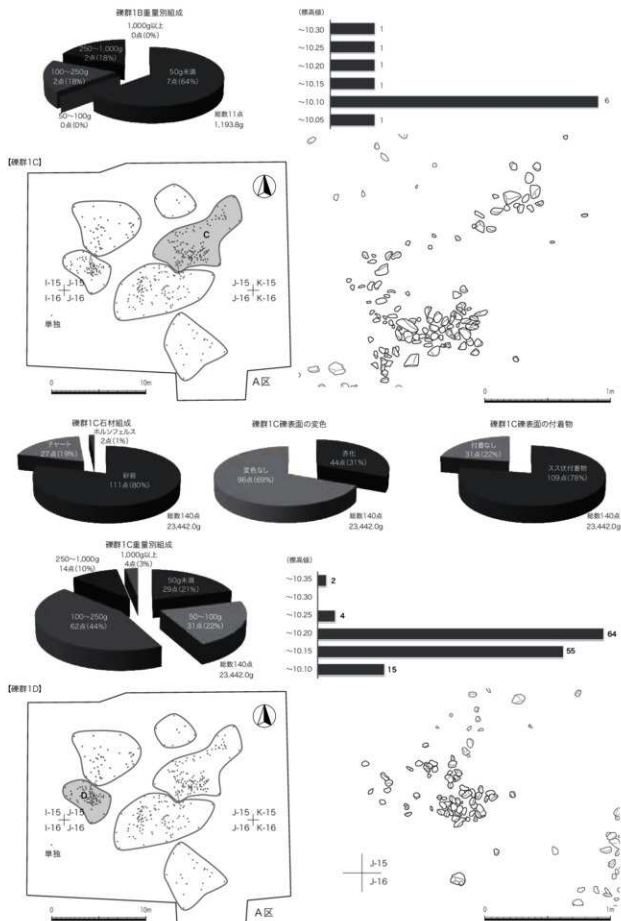 礫群1B重量別組成
1,000g以上
0点(0%)
250～1,000g
2点(18%)
100～250g
2点(18%)
50～100g
0点(0%)
50g未満
7点(64%)
総数11点
1,193.8g
(標高値)
～10.30 1
～10.25 1
～10.20 1
～10.15 1
～10.10 6
～10.05 1
【礫群1C】
C
I-15 J-15
I-16 J-16
J-15 K-15
J-16 K-16
単独
0 10m
A区
0 1m
礫群1C石材組成
ホルンフェルス
2点(1%)
チャート
27点(19%)
砂岩
111点(80%)
総数140点
23,442.0g
礫群1C礫表面の変色
赤化
44点(31%)
変色なし
96点(69%)
総数140点
23,442.0g
礫群1C礫表面の付着物
付着なし
31点(22%)
スス状付着物
109点(78%)
総数140点
23,442.0g
礫群1C重量別組成
1,000g以上
4点(3%)
250～1,000g
14点(10%)
50g未満
29点(21%)
100～250g
62点(44%)
50～100g
31点(22%)
総数140点
23,442.0g
(標高値)
～10.35 2
～10.30
～10.25 4
～10.20 64
～10.15 55
～10.10 15
【礫群1D】
D
I-15 J-15
I-16 J-16
J-15 K-15
J-16 K-16
単独
0 10m
A区
J-15
J-16
0 1m